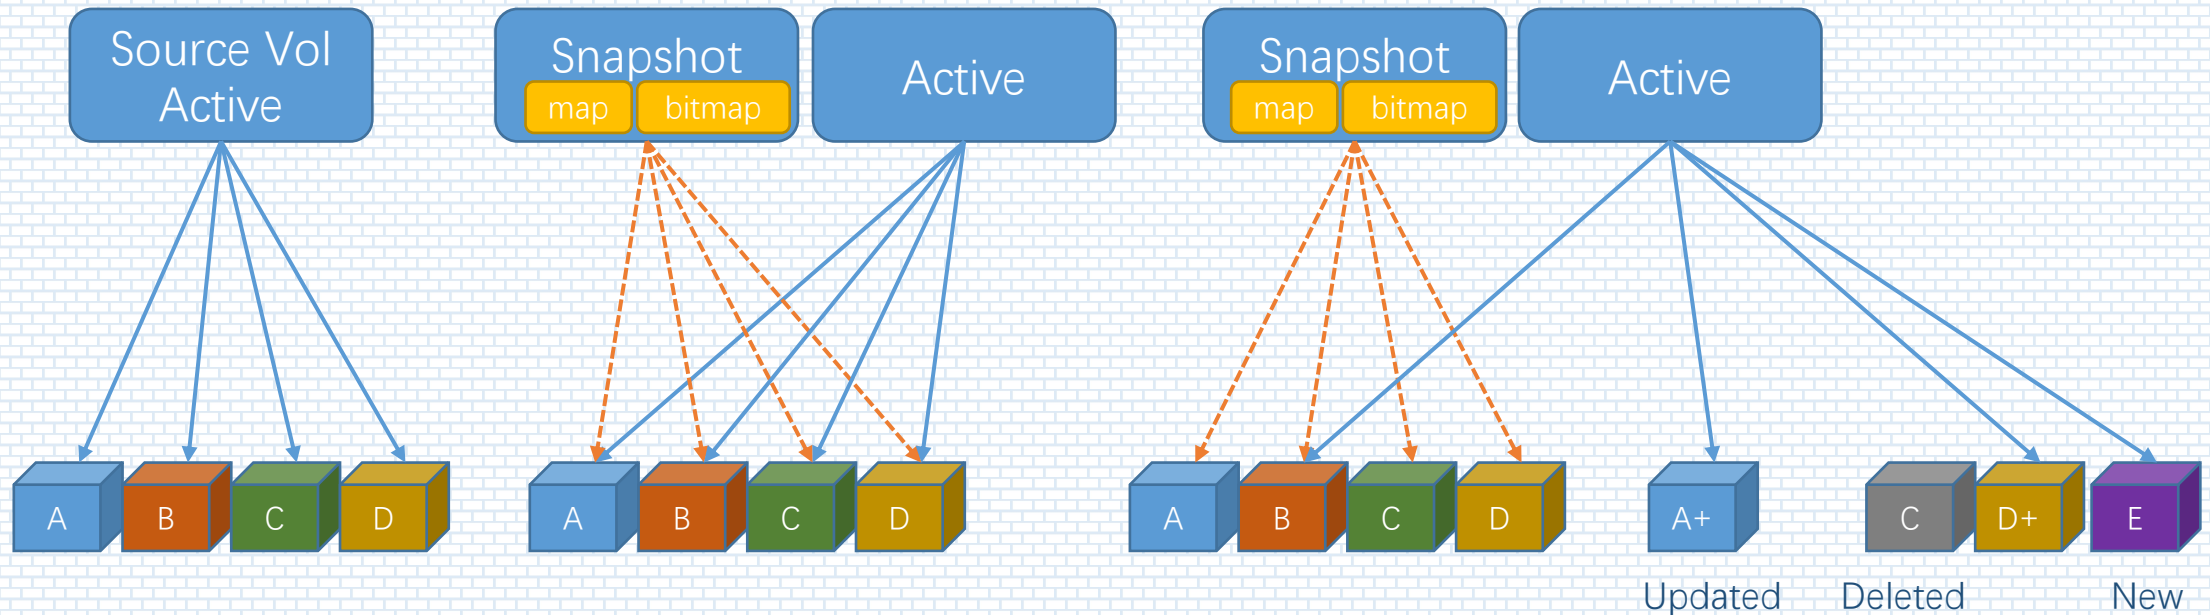 Source Vol
Active
Snapshot
map
bitmap
Active
Snapshot
map
bitmap
Active
A
B
C
D
A
B
C
D
A
B
C
D
A+
C
D+
E
Updated
Deleted
New